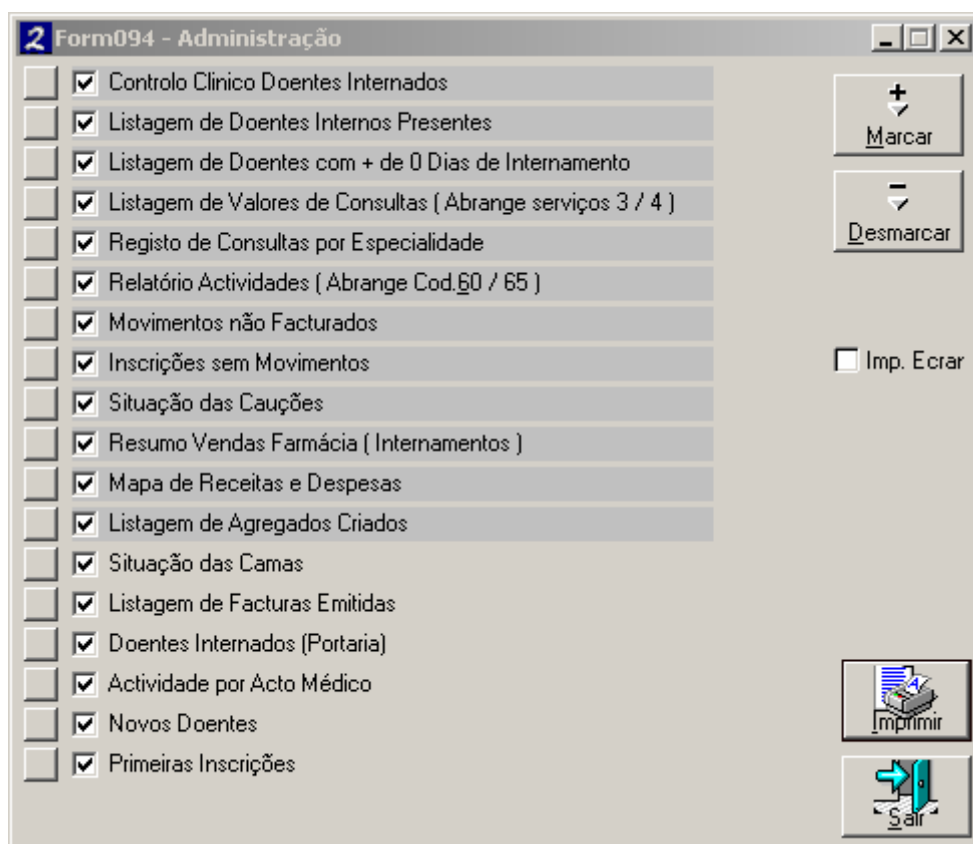 2 Form094 - Administração
Controlo Clinico Doentes Internados
Listagem de Doentes Internos Presentes
Listagem de Doentes com + de 0 Dias de Internamento
Listagem de Valores de Consultas ( Abrange serviços 3 / 4 )
Registo de Consultas por Especialidade
Relatório Actividades ( Abrange Cod.60 / 65 )
Movimentos não Facturados
Inscrições sem Movimentos
Situação das Cauções
Resumo Vendas Farmácia ( Internamentos )
Mapa de Receitas e Despesas
Listagem de Agregados Criados
Situação das Camas
Listagem de Facturas Emitidas
Doentes Internados (Portaria)
Actividade por Acto Médico
Novos Doentes
Primeiras Inscrições
Marcar
Desmarcar
Imp. Ecrar
Imprimir
Sair